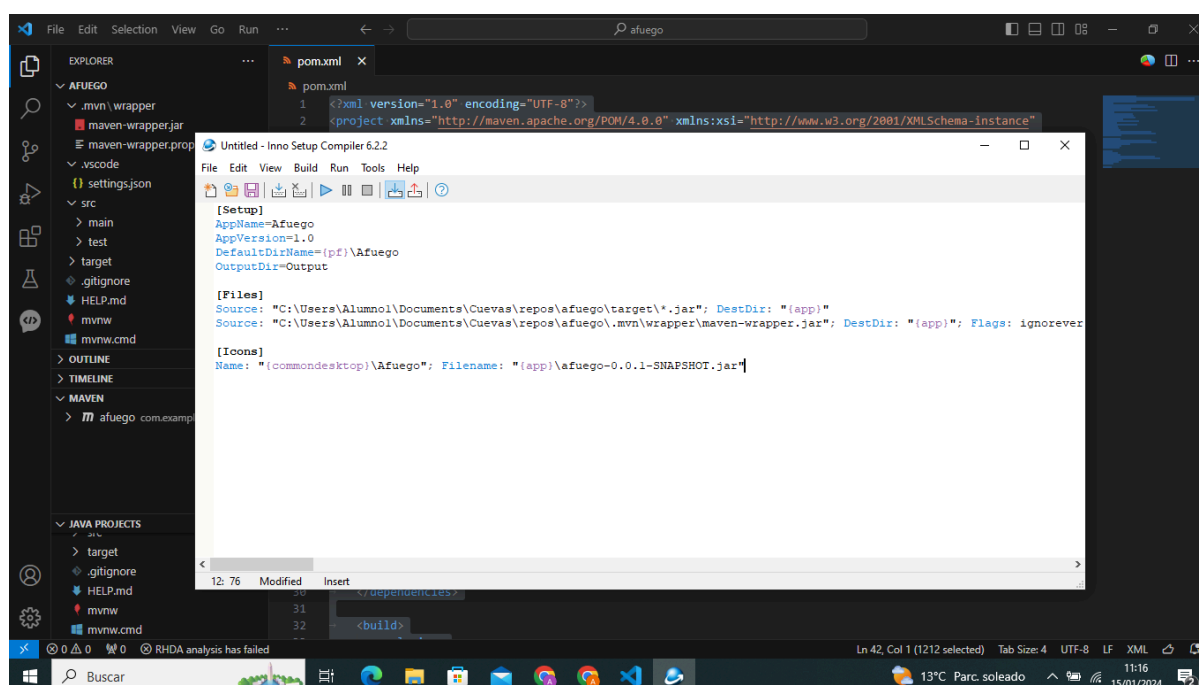 File Edit Selection View Go Run ··· afuego
EXPLORER ···
pom.xml
AFUEGO
.mvn \ wrapper
maven-wrapper.jar
maven-wrapper.prop
.vscode
{} settings.json
src
main
test
target
.gitignore
HELP.md
mvnw
mvnw.cmd
OUTLINE
TIMELINE
MAVEN
afuego com.exampl
JAVA PROJECTS
src
target
.gitignore
HELP.md
mvnw
mvnw.cmd
pom.xml
1 <?xml version="1.0" encoding="UTF-8"?>
2 <project xmlns="http://maven.apache.org/POM/4.0.0" xmlns:xsi="http://www.w3.org/2001/XMLSchema-instance"
Untitled - Inno Setup Compiler 6.2.2
File Edit View Build Run Tools Help
[Setup]
AppName=Afuego
AppVersion=1.0
DefaultDirName={pf}\Afuego
OutputDir=Output
[Files]
Source: "C:\Users\Alumno1\Documents\Cuevas\repos\afuego\target\*.jar"; DestDir: "{app}"
Source: "C:\Users\Alumno1\Documents\Cuevas\repos\afuego\.mvn\wrapper\maven-wrapper.jar"; DestDir: "{app}"; Flags: ignorever
[Icons]
Name: "{commondesktop}\Afuego"; Filename: "{app}\afuego-0.0.1-SNAPSHOT.jar"
12: 76 Modified Insert
30 </dependencies>
31
32 <build>
0 0 0 RHDA analysis has failed Ln 42, Col 1 (1212 selected) Tab Size: 4 UTF-8 LF XML
Buscar 13°C Parc. soleado 11:16
15/01/2024